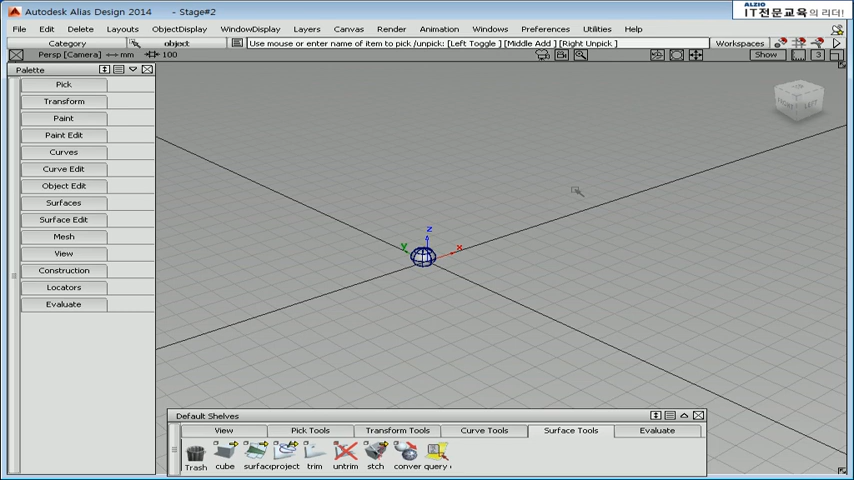 Autodesk Alias Design 2014 - Stage#2
ALZIO
IT전문교육의 리더!
File Edit Delete Layouts ObjectDisplay WindowDisplay Layers Canvas Render Animation Windows Preferences Utilities Help
Category object Use mouse or enter name of item to pick /unpick: [Left Toggle ] [Middle Add ] [Right Unpick ] Workspaces
Persp [Camera] mm 100 Show 3
Palette
Pick
Transform
Paint
Paint Edit
Curves
Curve Edit
Object Edit
Surfaces
Surface Edit
Mesh
View
Construction
Locators
Evaluate
FRONT LEFT
Z
Y X
Default Shelves
View Pick Tools Transform Tools Curve Tools Surface Tools Evaluate
Trash cube surfac project trim untrim stch conver query